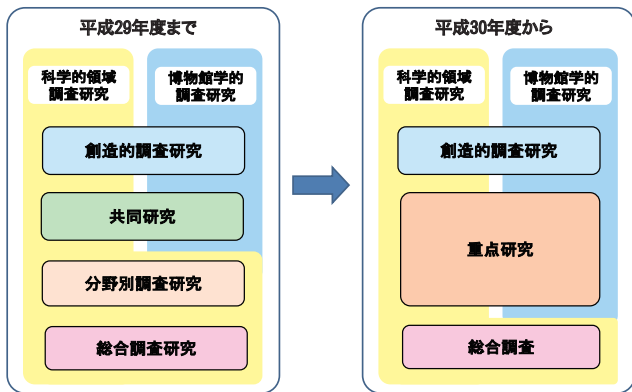 平成29年度まで
科学的領域
調査研究
博物館学的
調査研究
創造的調査研究
共同研究
分野別調査研究
総合調査研究
平成30年度から
科学的領域
調査研究
博物館学的
調査研究
創造的調査研究
重点研究
総合調査